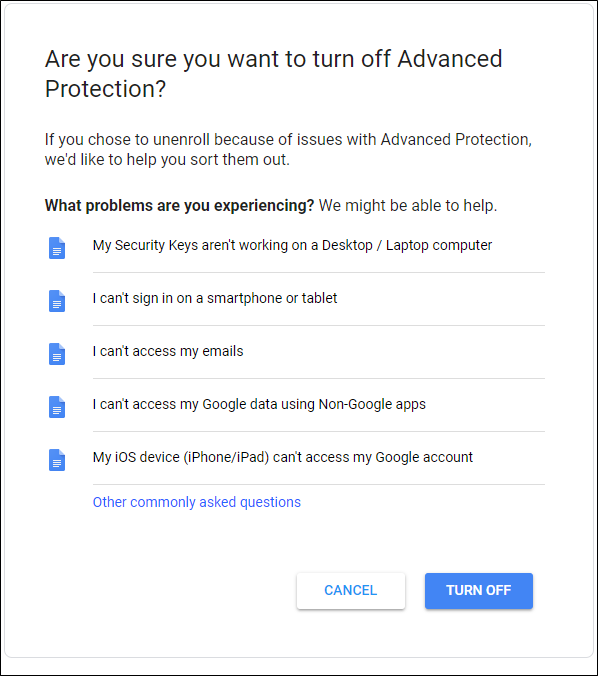 Are you sure you want to turn off Advanced
Protection?
If you chose to unenroll because of issues with Advanced Protection,
we'd like to help you sort them out.
What problems are you experiencing? We might be able to help.
My Security Keys aren't working on a Desktop / Laptop computer
I can't sign in on a smartphone or tablet
I can't access my emails
I can't access my Google data using Non-Google apps
My iOS device (iPhone/iPad) can't access my Google account
Other commonly asked questions
CANCEL TURN OFF